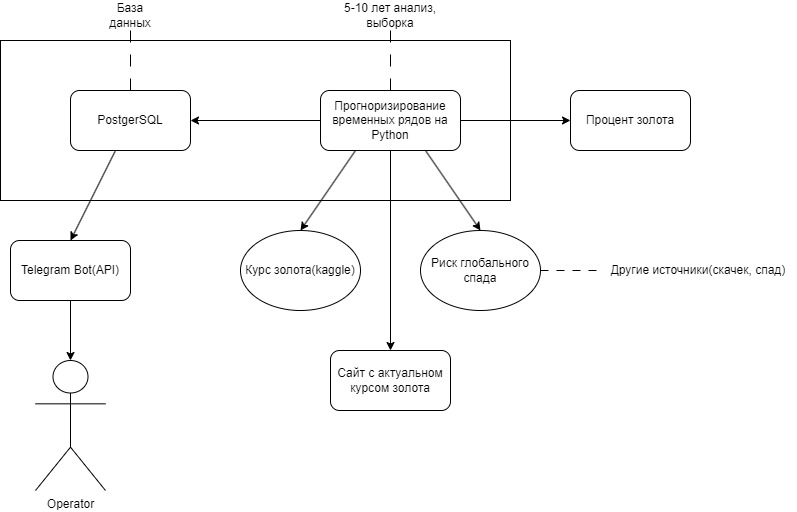 База
данных
5-10 лет анализ,
выборка
PostgerSQL
Прогноризирование
временных рядов на
Python
Процент золота
Telegram Bot(API)
Курс золота(kaggle)
Риск глобального
спада
Другие источники(скачек, спад)
Сайт с актуальном
курсом золота
Operator